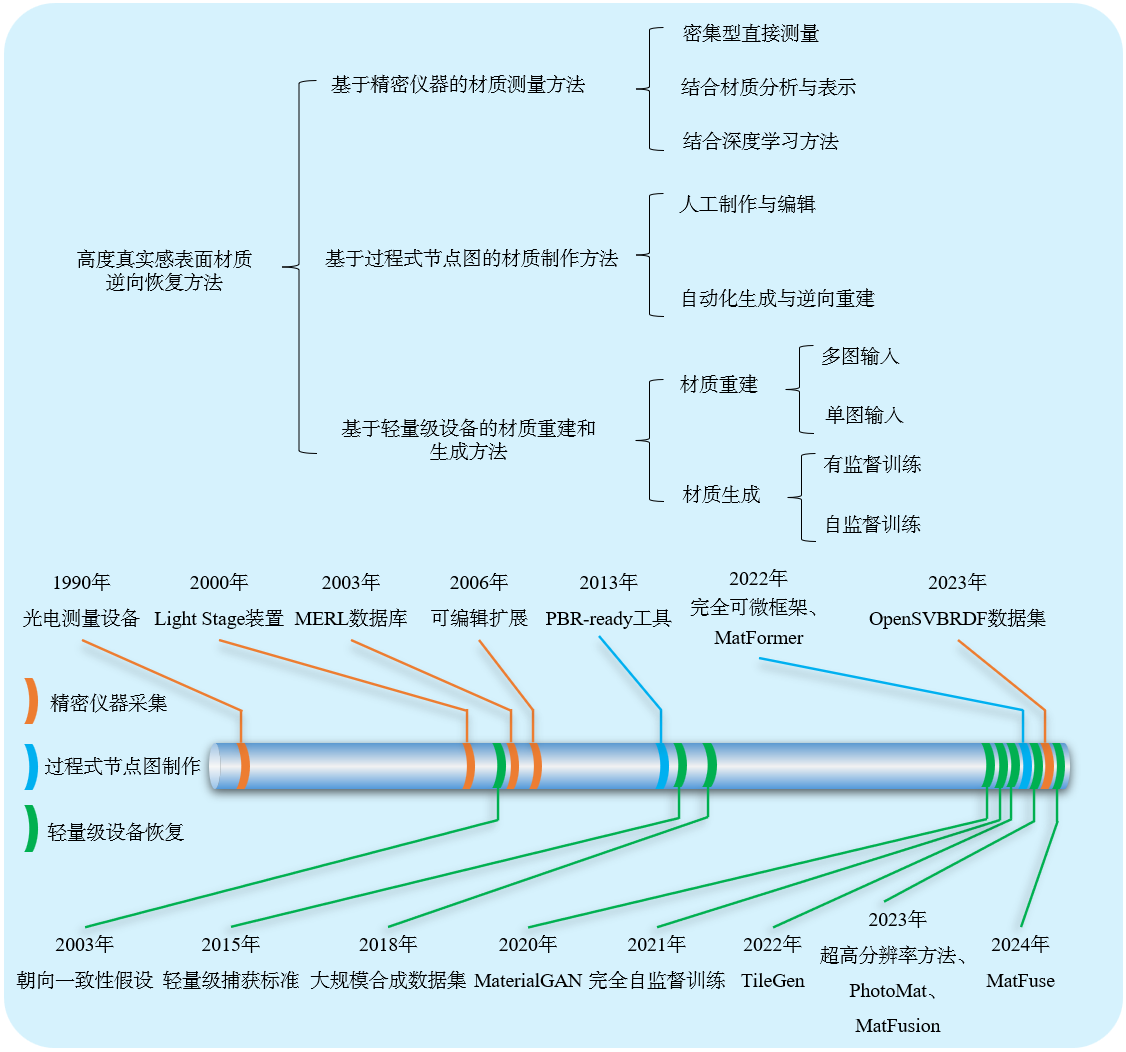 密集型直接测量
基于精密仪器的材质测量方法
结合材质分析与表示
结合深度学习方法
人工制作与编辑
高度真实感表面材质
逆向恢复方法
基于过程式节点图的材质制作方法
自动化生成与逆向重建
多图输入
材质重建
单图输入
基于轻量级设备的材质重建和
生成方法
有监督训练
材质生成
自监督训练
1990年
光电测量设备
2000年
Light Stage装置
2003年
MERL数据库
2006年
可编辑扩展
2013年
PBR-ready工具
2022年
完全可微框架、
MatFormer
2023年
OpenSVBRDF数据集
精密仪器采集
过程式节点图制作
轻量级设备恢复
2003年
朝向一致性假设
2015年
轻量级捕获标准
2018年
大规模合成数据集
2020年
MaterialGAN
2021年
完全自监督训练
2022年
TileGen
2023年
超高分辨率方法、
PhotoMat、
MatFusion
2024年
MatFuse